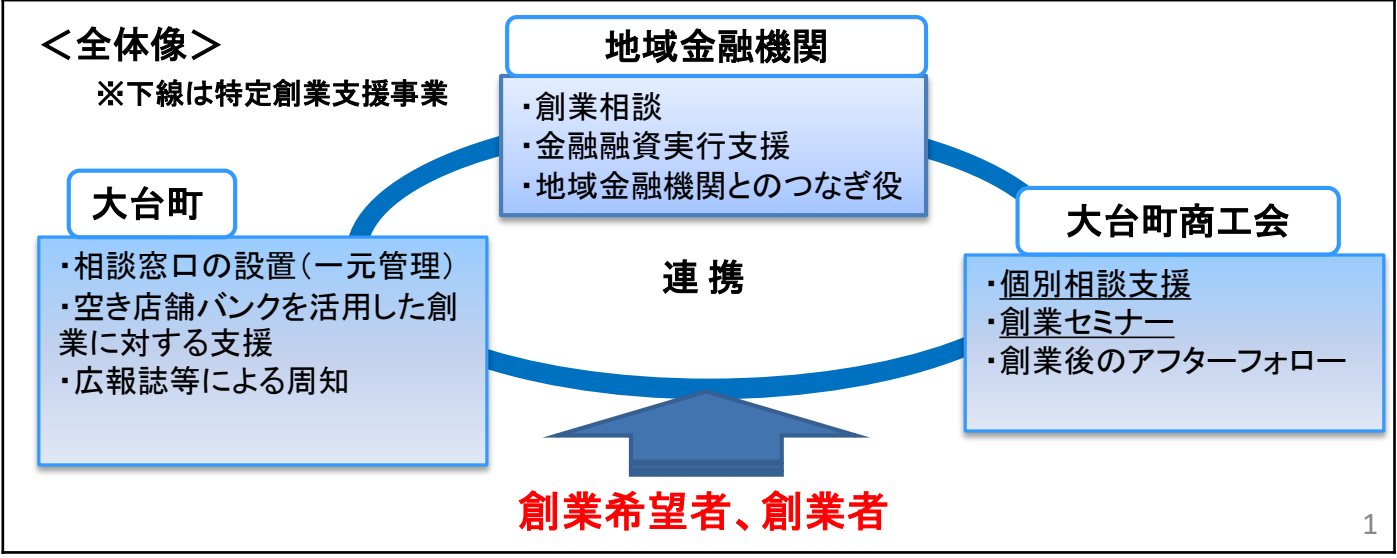 ＜全体像＞
※下線は特定創業支援事業
地域金融機関
・創業相談
・金融融資実行支援
・地域金融機関とのつなぎ役
大台町
・相談窓口の設置（一元管理）
・空き店舗バンクを活用した創
業に対する支援
・広報誌等による周知
連 携
大台町商工会
・個別相談支援
・創業セミナー
・創業後のアフターフォロー
創業希望者、創業者
1